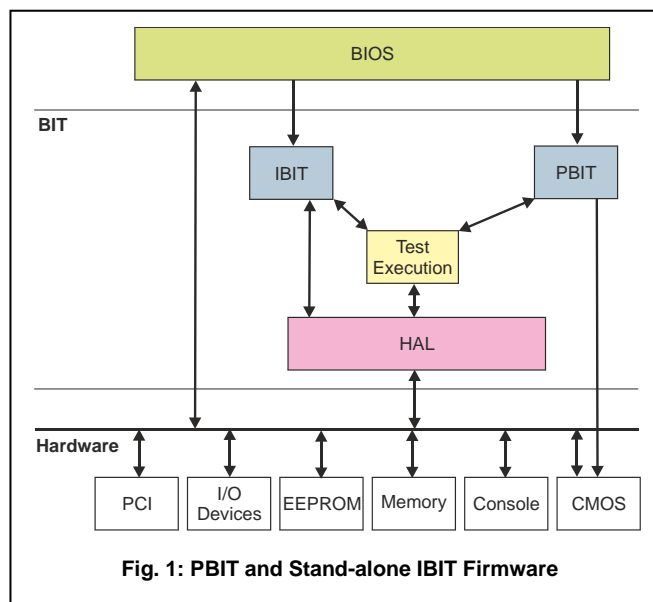 BIOS
BIT
IBIT
PBIT
Test
Execution
HAL
Hardware
PCI
I/O
Devices
EEPROM
Memory
Console
CMOS
Fig. 1: PBIT and Stand-alone IBIT Firmware